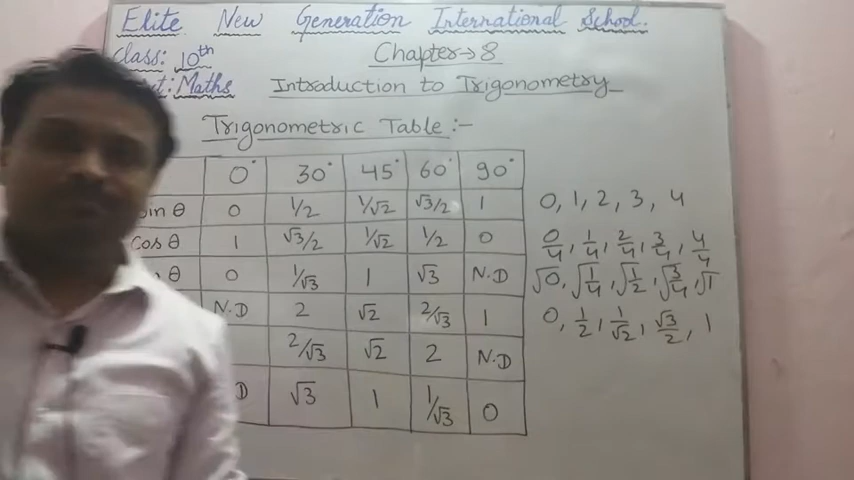 Elite New Generation International School.
Class: 10th Chapter→8
: Maths Introduction to Trigonometry
Trigonometric Table :-
0° 30° 45° 60° 90°
θ 0 1/2 1/√2 √3/2 1
Cos θ 1 √3/2 1/√2 1/2 0
θ 0 1/√3 1 √3 N.D
N.D 2 √2 2/√3 1
2/√3 √2 2 N.D
D √3 1 1/√3 0
0, 1, 2, 3, 4
0/4, 1/4, 2/4, 3/4, 4/4
√0, √1/4, √1/2, √3/4, √1
0, 1/2, 1/√2, √3/2, 1